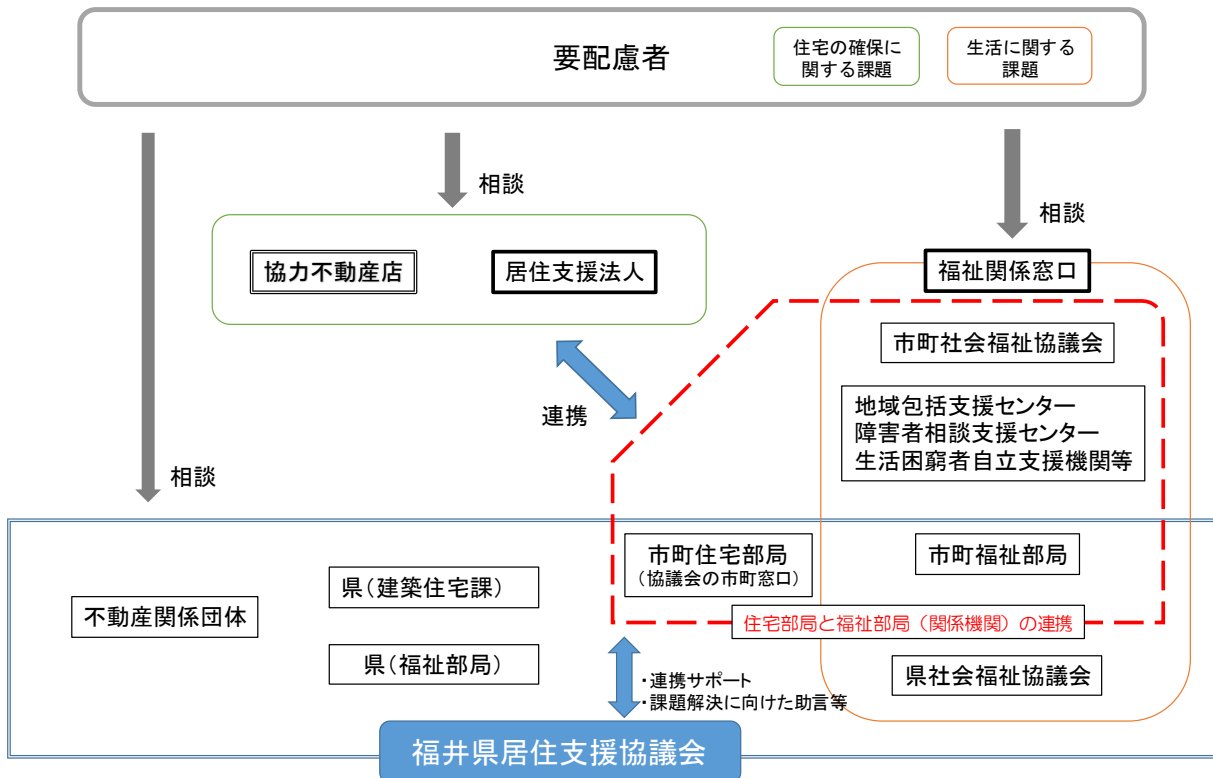 要配慮者
住宅の確保に
関する課題
生活に関する
課題
相談
相談
協力不動産店
居住支援法人
福祉関係窓口
市町社会福祉協議会
連携
地域包括支援センター
障害者相談支援センター
生活困窮者自立支援機関等
相談
市町住宅部局
（協議会の市町窓口）
市町福祉部局
不動産関係団体
県（建築住宅課）
県（福祉部局）
住宅部局と福祉部局（関係機関）の連携
県社会福祉協議会
・連携サポート
・課題解決に向けた助言等
福井県居住支援協議会